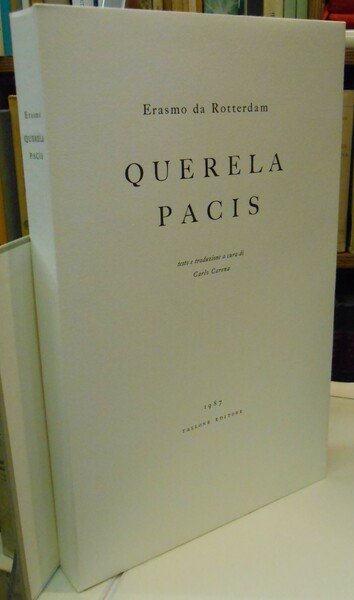 Erasmo da Rotterdam
QUERELA
PACIS
testo e traduzione a cura di
Carlo Carena
1987
TALLONE EDITORE
Erasmo
QUERELA
PACIS